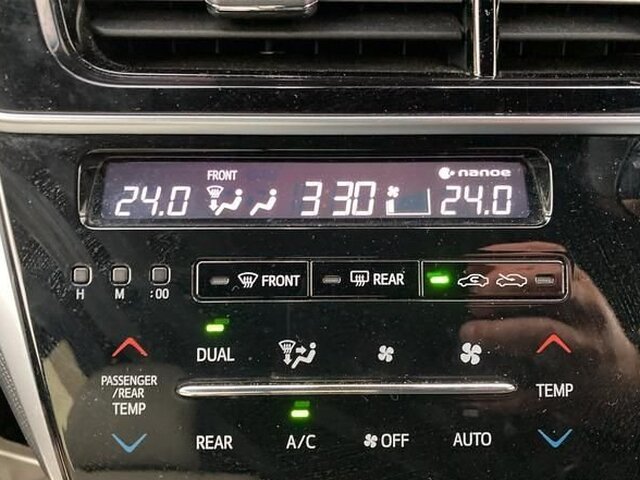 FRONT
nanoe
24.0 3 30 24.0
FRONT REAR
H M :00
DUAL
PASSENGER
/REAR
TEMP
TEMP
REAR A/C OFF AUTO